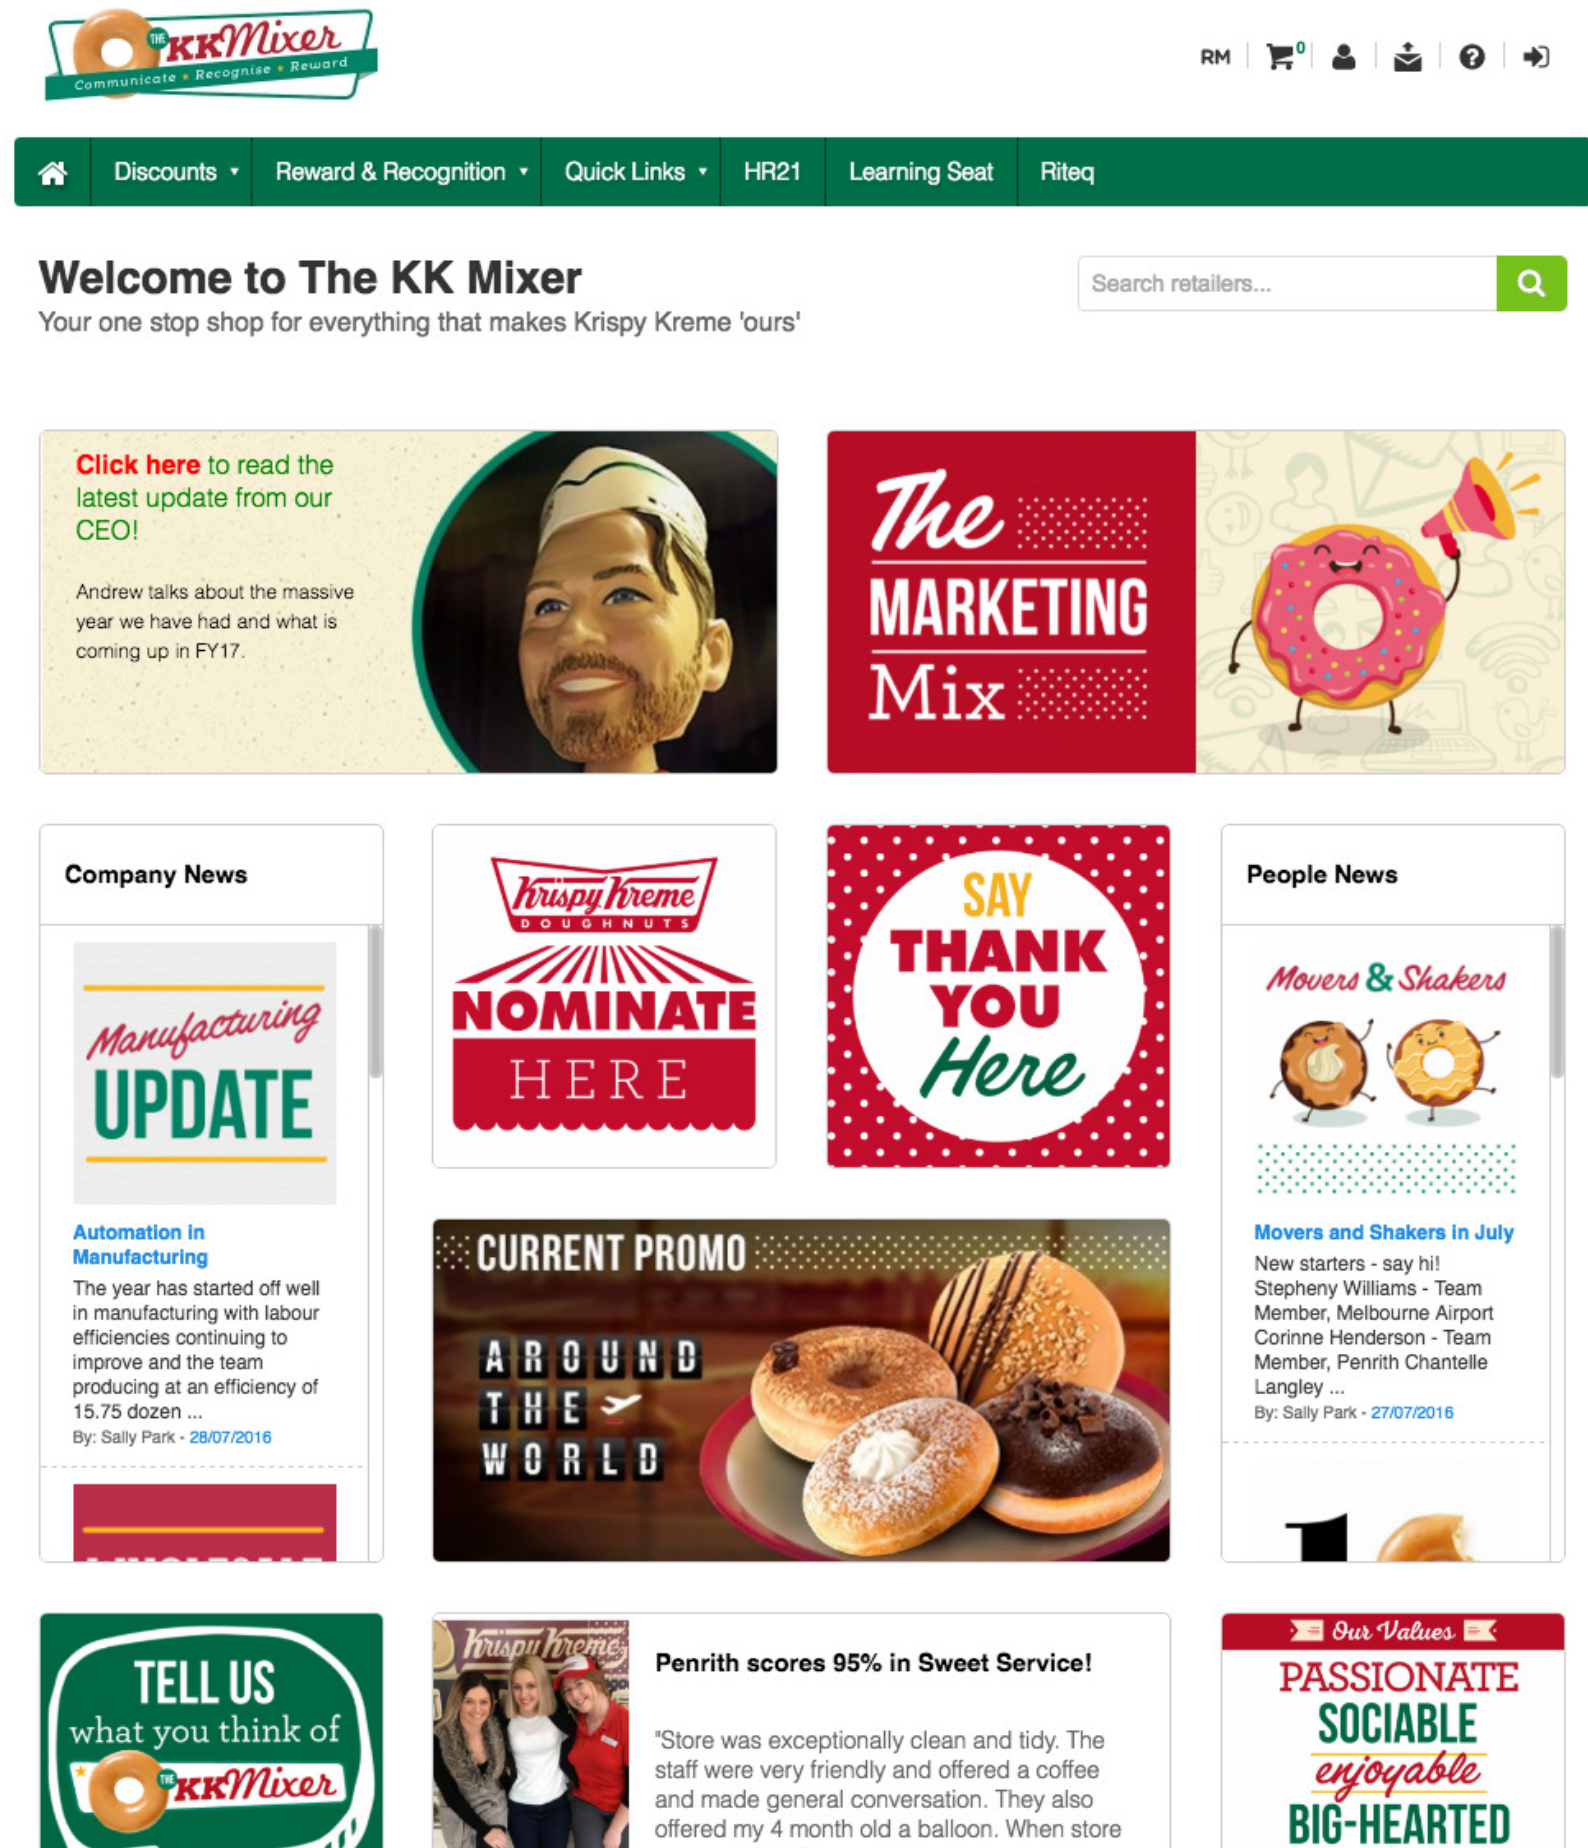 THE KKMixer
Communicate ★ Recognise ★ Reward
RM
0
Discounts
Reward & Recognition
Quick Links
HR21
Learning Seat
Riteq
Welcome to The KK Mixer
Your one stop shop for everything that makes Krispy Kreme 'ours'
Search retailers...
Click here to read the
latest update from our
CEO!
Andrew talks about the massive
year we have had and what is
coming up in FY17.
The
MARKETING
Mix
Company News
Manufacturing
UPDATE
Automation in
Manufacturing
The year has started off well
in manufacturing with labour
efficiencies continuing to
improve and the team
producing at an efficiency of
15.75 dozen ...
By: Sally Park - 28/07/2016
Krispy Kreme
DOUGHNUTS
NOMINATE
HERE
SAY
THANK
YOU
Here
CURRENT PROMO
AROUND
THE
WORLD
People News
Movers & Shakers
Movers and Shakers in July
New starters - say hi!
Stepheny Williams - Team
Member, Melbourne Airport
Corinne Henderson - Team
Member, Penrith Chantelle
Langley ...
By: Sally Park - 27/07/2016
TELL US
what you think of
THE KKMixer
Krispy Kreme
Penrith scores 95% in Sweet Service!
"Store was exceptionally clean and tidy. The
staff were very friendly and offered a coffee
and made general conversation. They also
offered my 4 month old a balloon. When store
Our Values
PASSIONATE
SOCIABLE
enjoyable
BIG-HEARTED